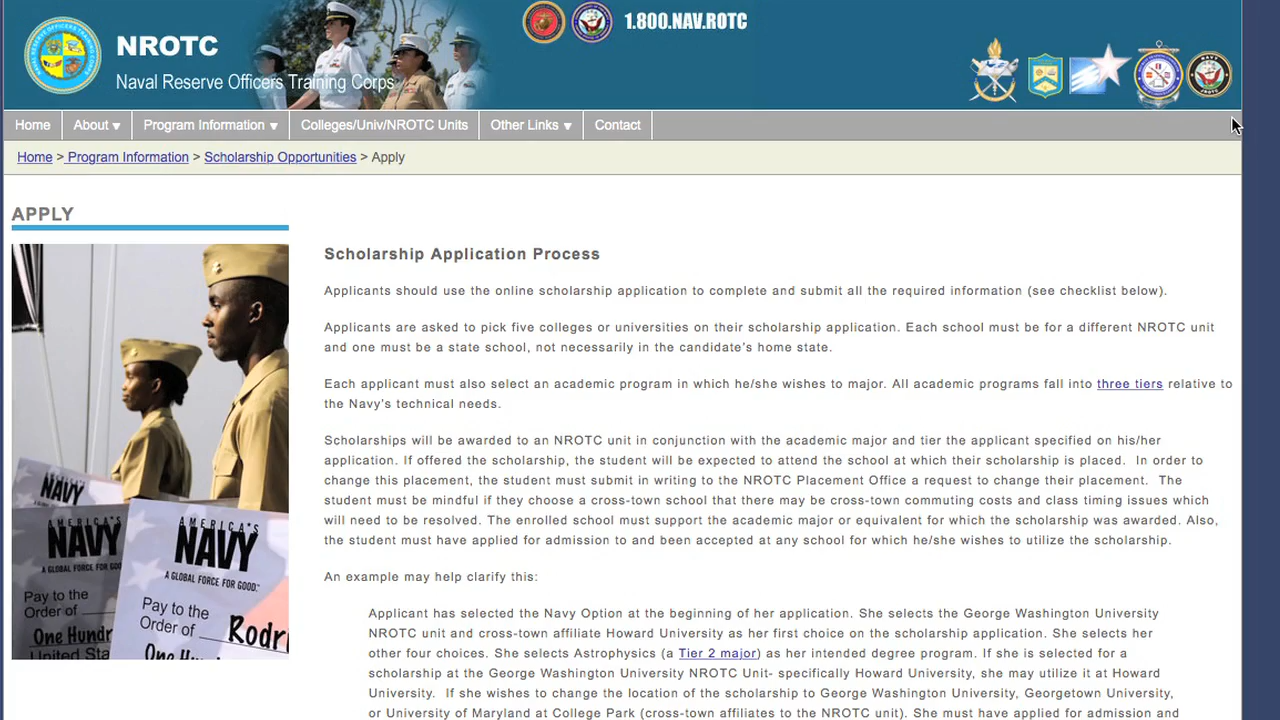 1.800.NAV.ROTC
NROTC
Naval Reserve Officers Training Corps
Home About ▾ Program Information ▾ Colleges/Univ/NROTC Units Other Links ▾ Contact
Home > Program Information > Scholarship Opportunities > Apply
APPLY
Scholarship Application Process
Applicants should use the online scholarship application to complete and submit all the required information (see checklist below).
Applicants are asked to pick five colleges or universities on their scholarship application. Each school must be for a different NROTC unit
and one must be a state school, not necessarily in the candidate's home state.
Each applicant must also select an academic program in which he/she wishes to major. All academic programs fall into three tiers relative to
the Navy's technical needs.
Scholarships will be awarded to an NROTC unit in conjunction with the academic major and tier the applicant specified on his/her
application. If offered the scholarship, the student will be expected to attend the school at which their scholarship is placed. In order to
change this placement, the student must submit in writing to the NROTC Placement Office a request to change their placement. The
student must be mindful if they choose a cross-town school that there may be cross-town commuting costs and class timing issues which
will need to be resolved. The enrolled school must support the academic major or equivalent for which the scholarship was awarded. Also,
the student must have applied for admission to and been accepted at any school for which he/she wishes to utilize the scholarship.
An example may help clarify this:
Applicant has selected the Navy Option at the beginning of her application. She selects the George Washington University
NROTC unit and cross-town affiliate Howard University as her first choice on the scholarship application. She selects her
other four choices. She selects Astrophysics (a Tier 2 major) as her intended degree program. If she is selected for a
scholarship at the George Washington University NROTC Unit- specifically Howard University, she may utilize it at Howard
University. If she wishes to change the location of the scholarship to George Washington University, Georgetown University,
or University of Maryland at College Park (cross-town affiliates to the NROTC unit). She must have applied for admission and
NAVY
AMERICA'S
NAVY
A GLOBAL FORCE FOR GOOD.
Pay to the
Order of
One Hundr
United Sta
AMERICA'S
NAVY
A GLOBAL FORCE FOR GOOD.
Pay to the
Order of
Rodri
One Hun